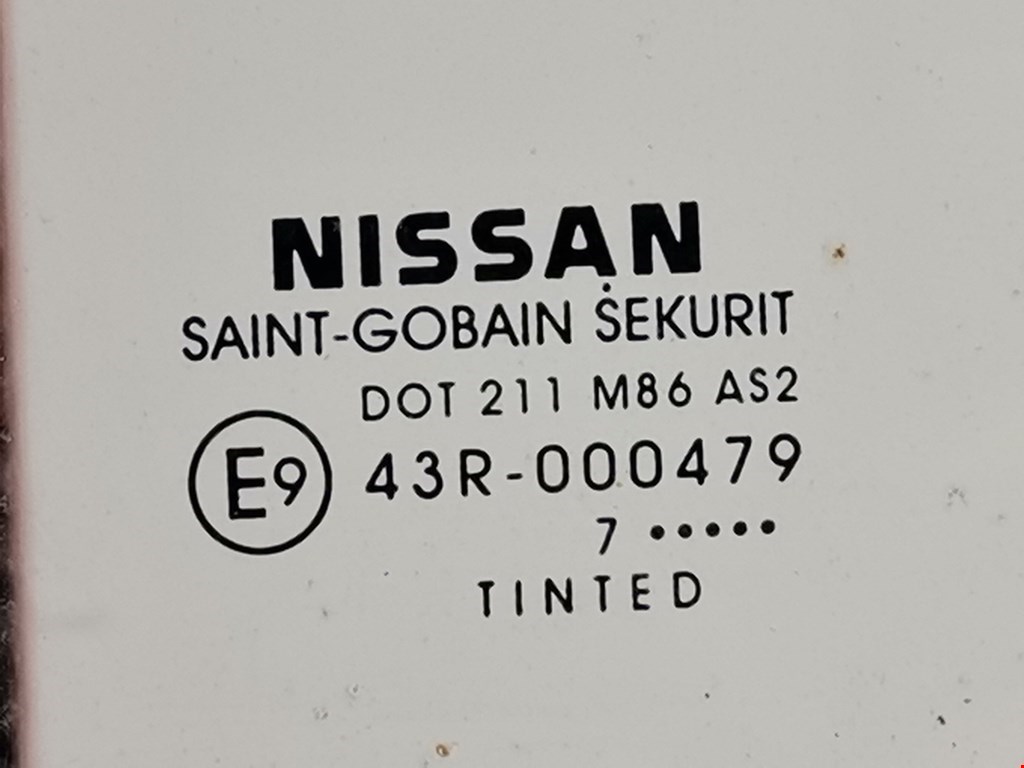 NISSAN
SAINT-GOBAIN SEKURIT
DOT 211 M86 AS2
E9 43R-000479
7 •••••
TINTED